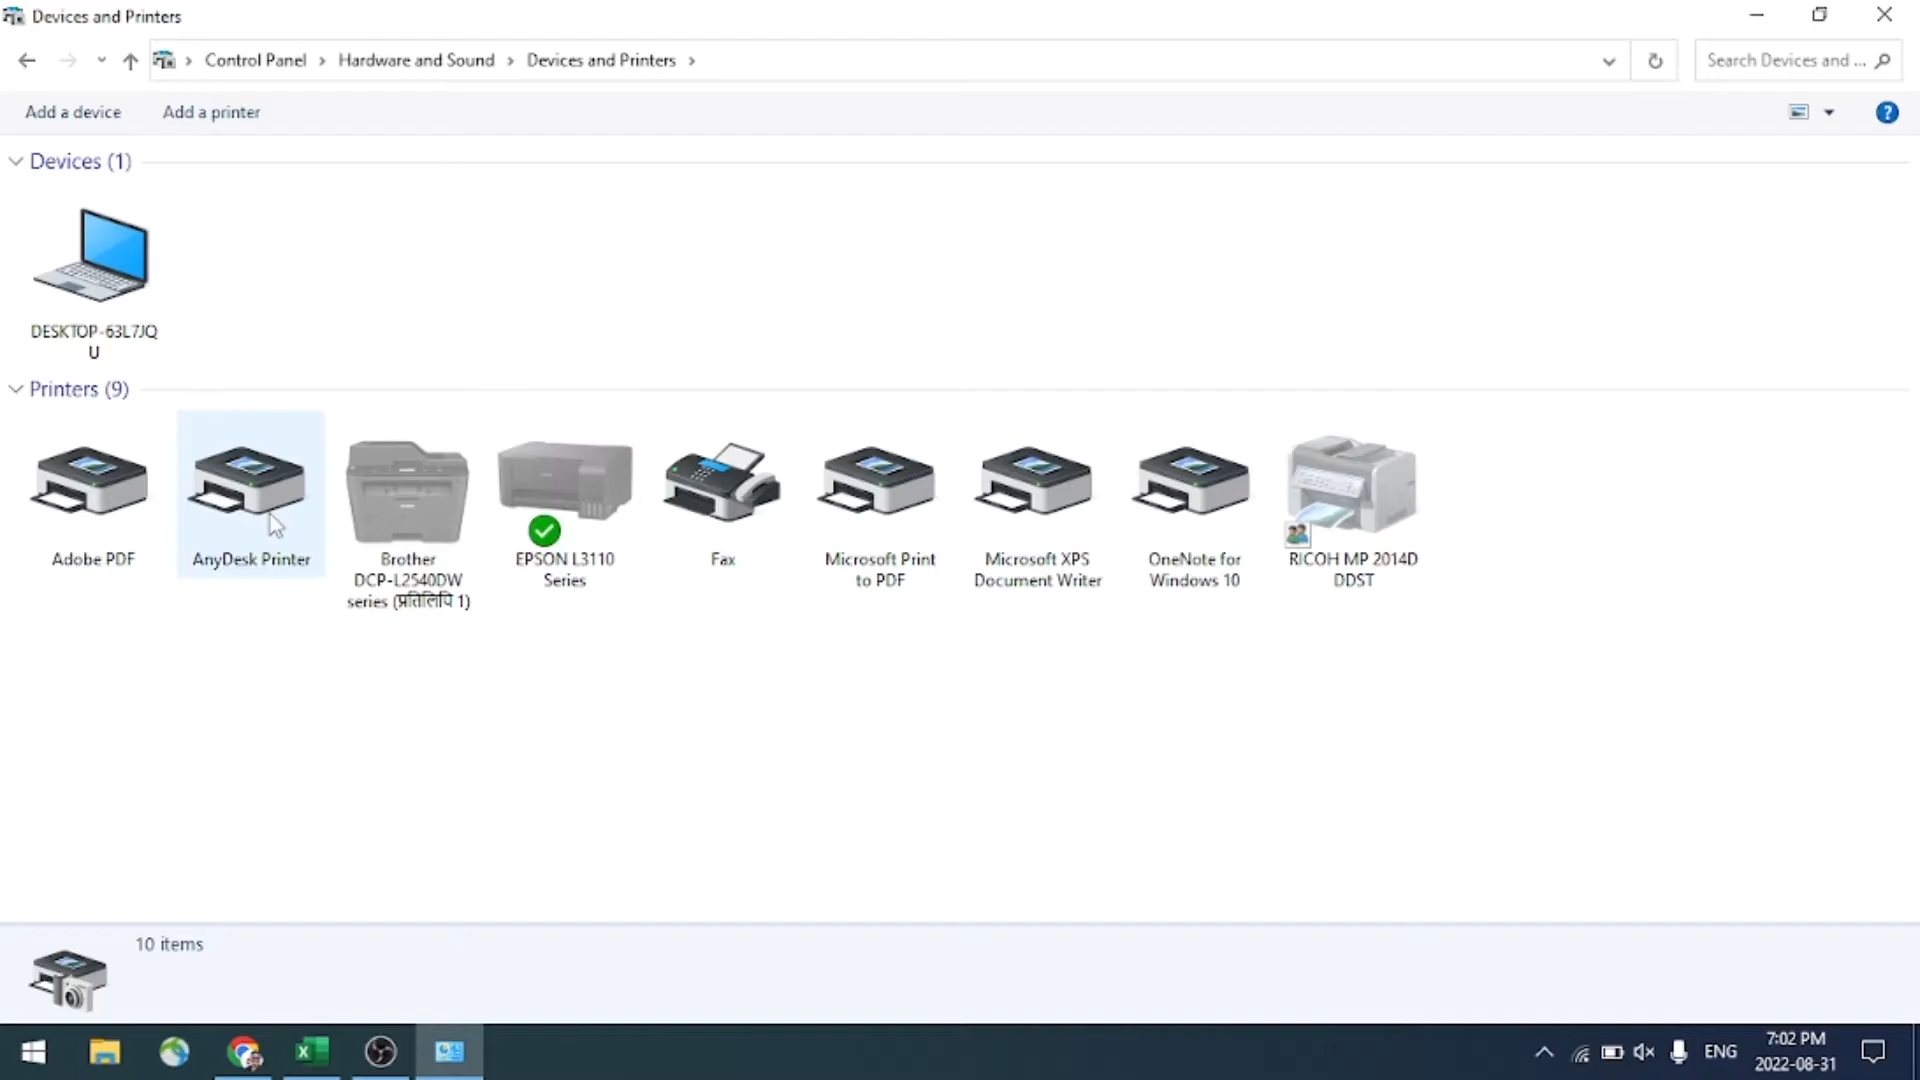 Devices and Printers
Control Panel > Hardware and Sound > Devices and Printers >
Search Devices and ...
Add a device
Add a printer
Devices (1)
DESKTOP-63L7JQ
U
Printers (9)
Adobe PDF
AnyDesk Printer
Brother
DCP-L2540DW
series (प्रतिलिपि 1)
EPSON L3110
Series
Fax
Microsoft Print
to PDF
Microsoft XPS
Document Writer
OneNote for
Windows 10
RICOH MP 2014D
DDST
10 items
ENG
7:02 PM
2022-08-31